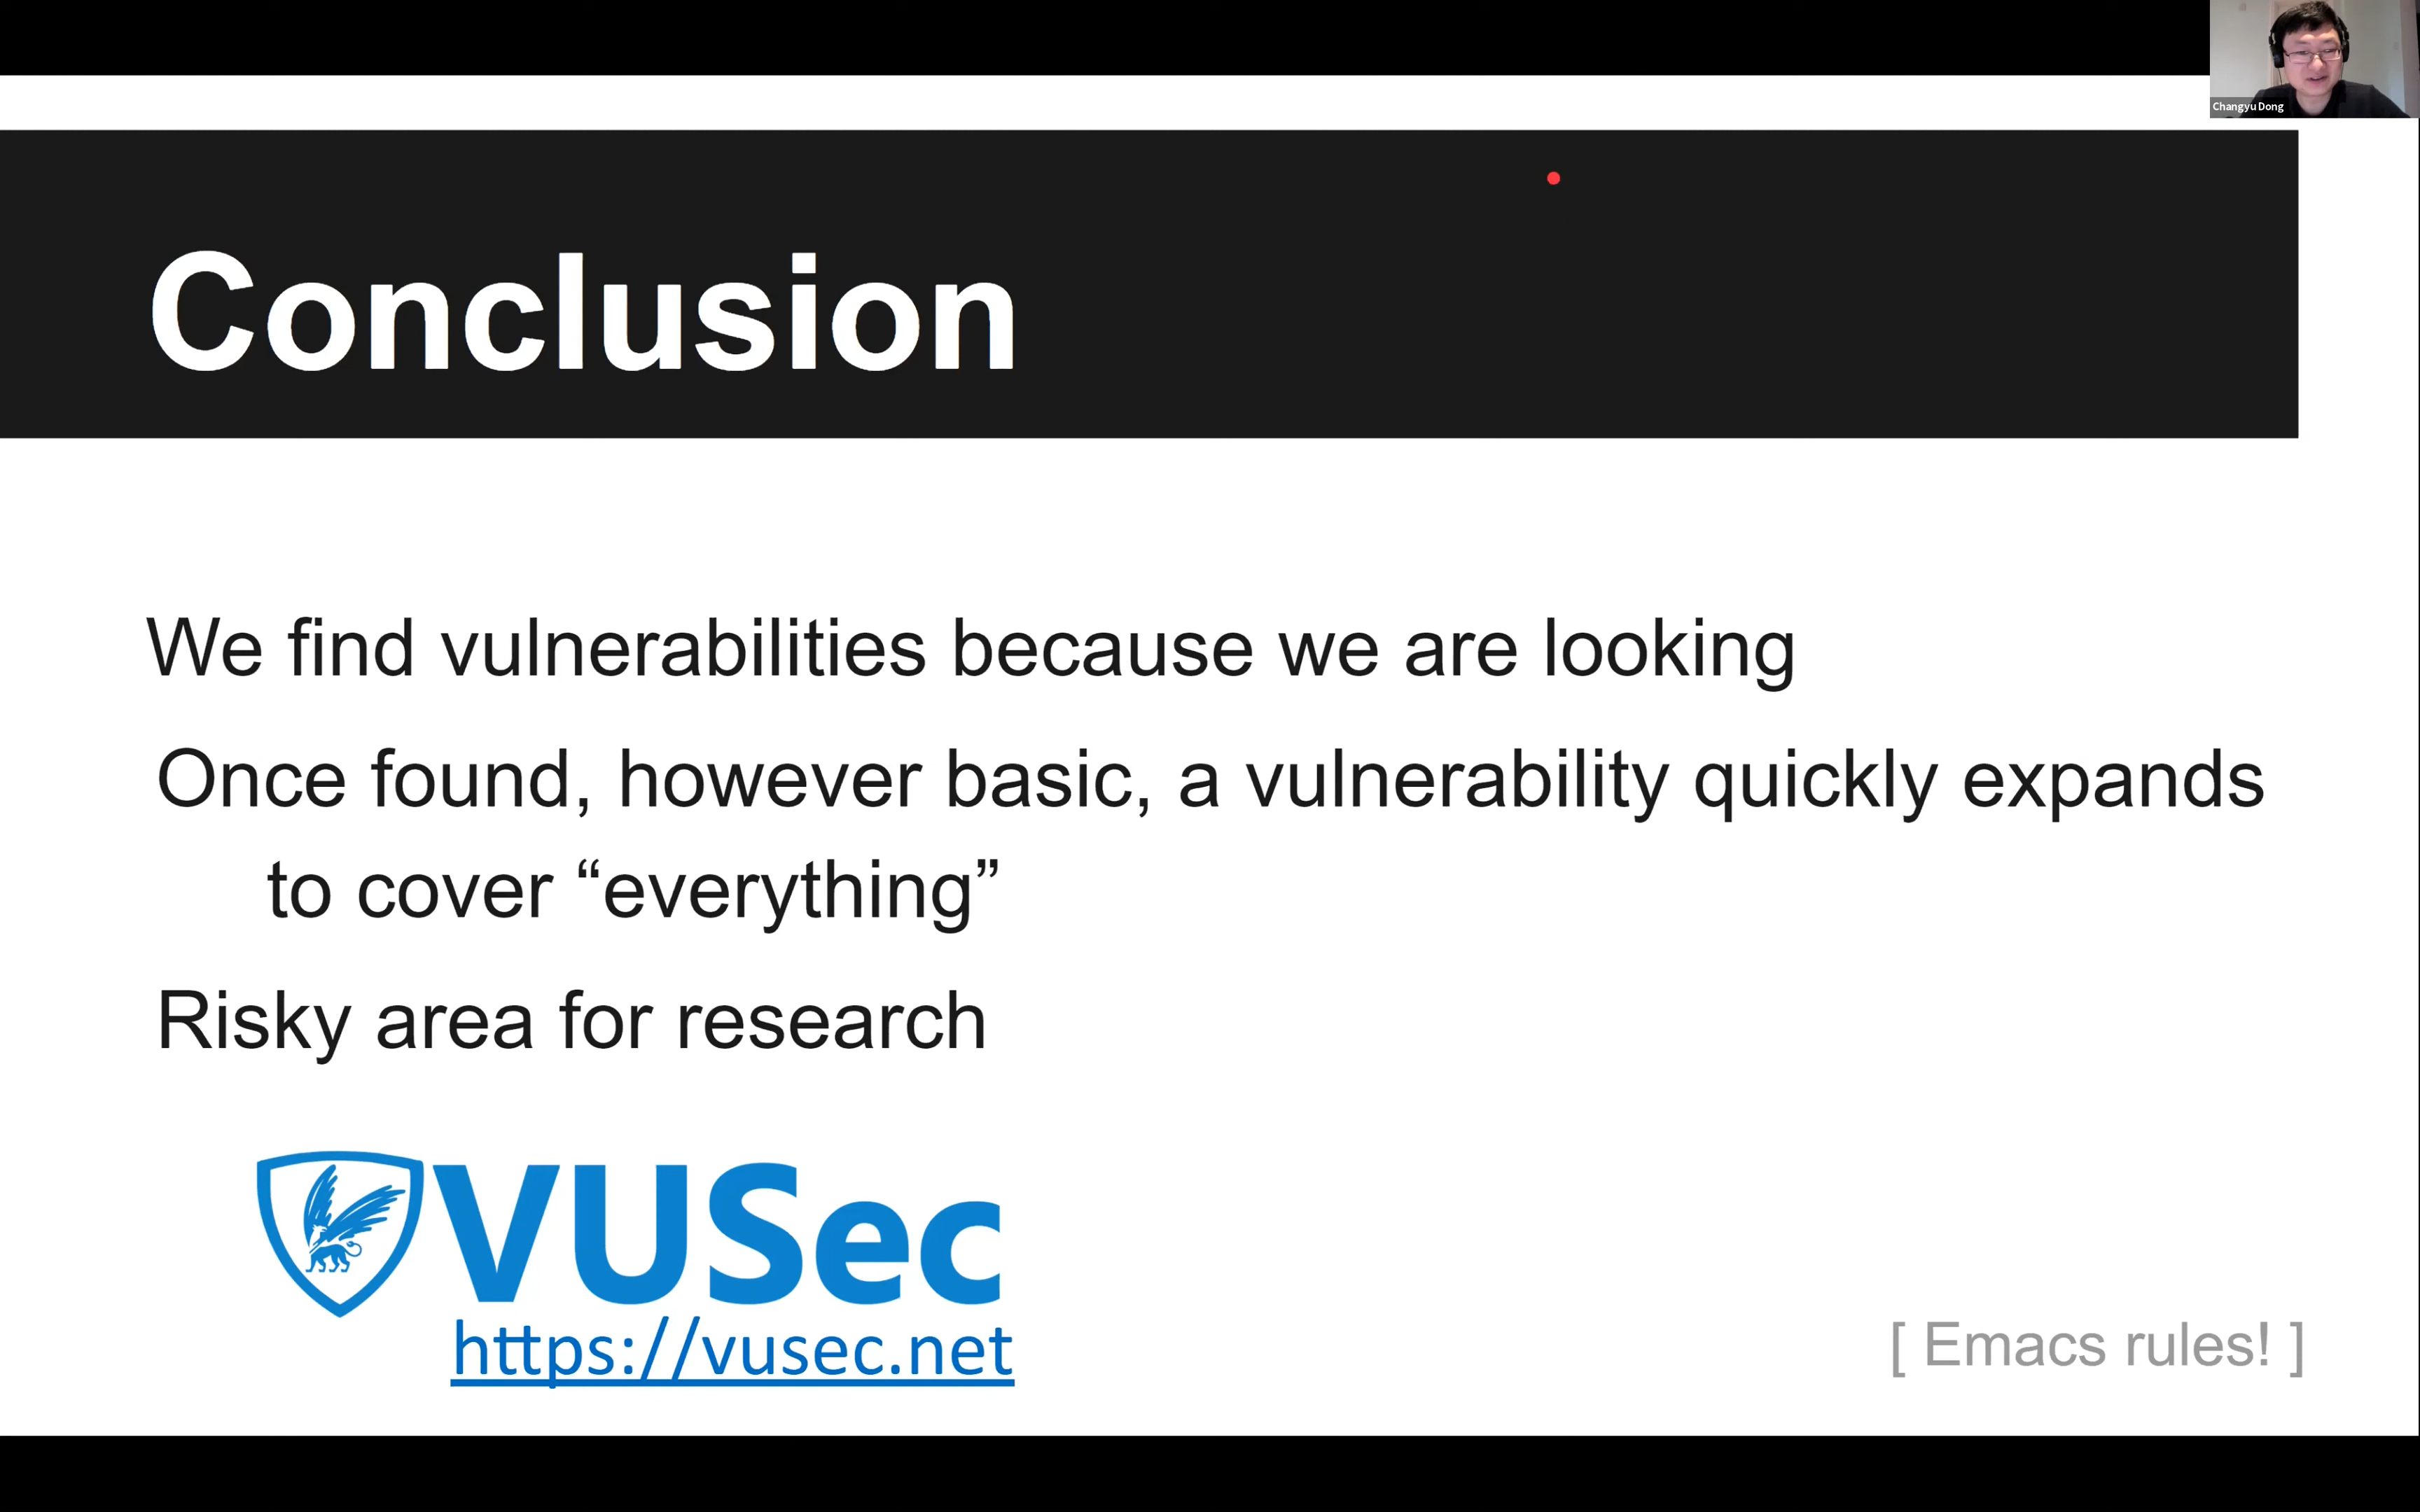 Changyu Dong
Conclusion
We find vulnerabilities because we are looking
Once found, however basic, a vulnerability quickly expands
to cover “everything”
Risky area for research
VUSec
https://vusec.net
[ Emacs rules! ]